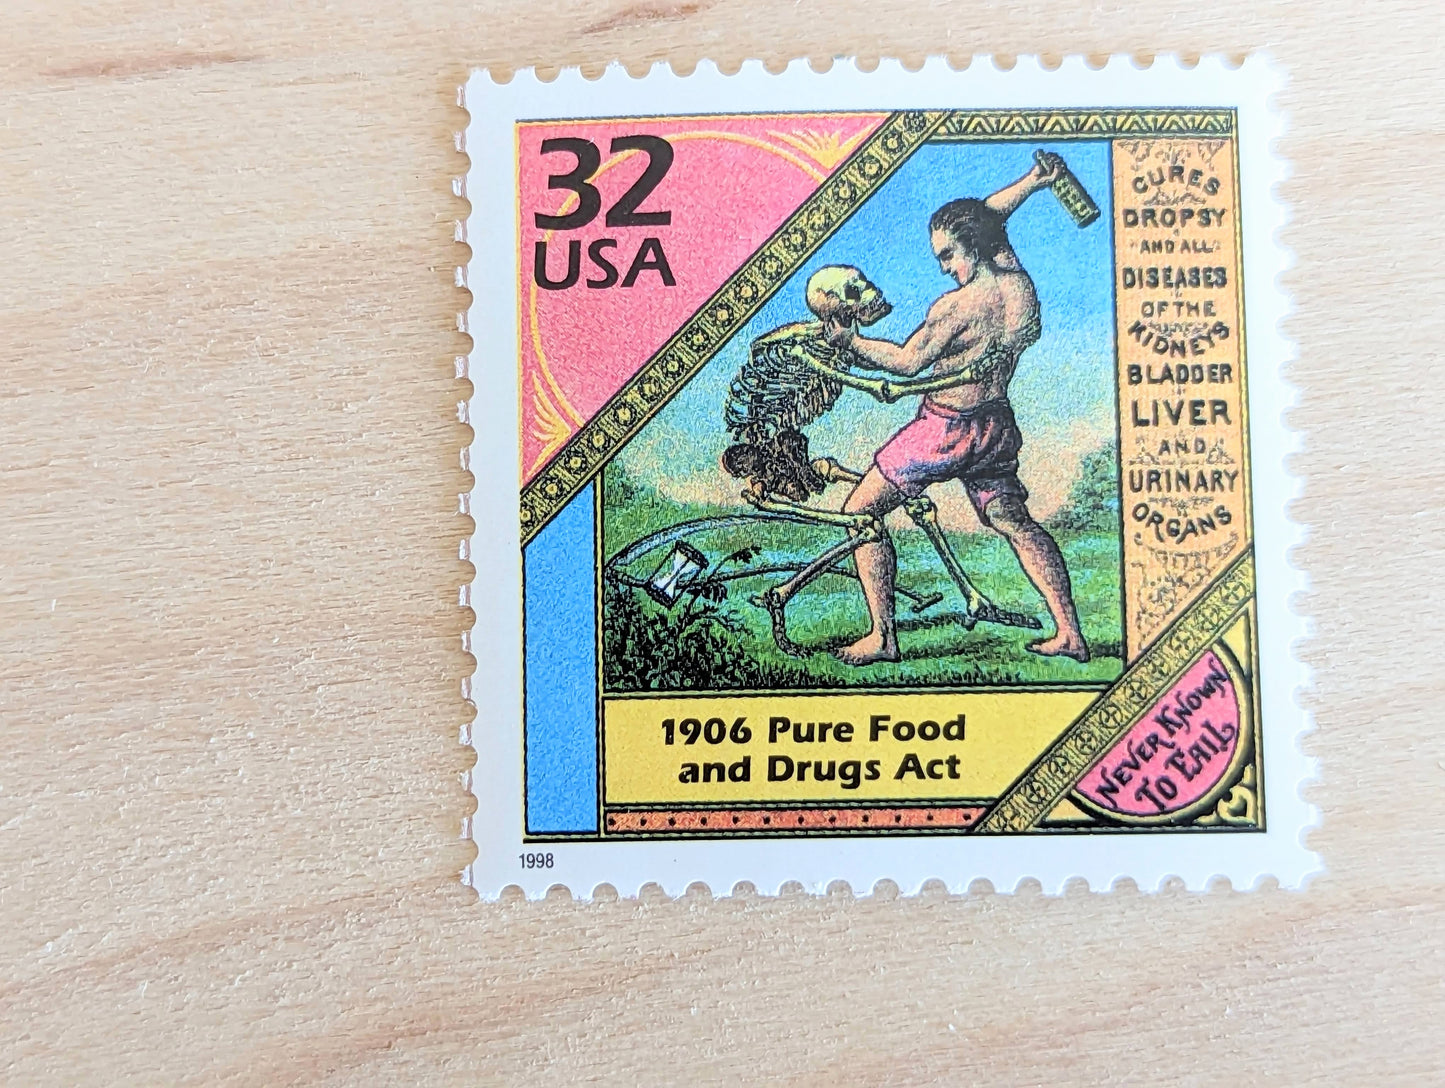 32
USA
CURES
DROPSY
AND ALL
DISEASES
OF THE
KIDNEYS
BLADDER
LIVER
AND
URINARY
ORGANS
1906 Pure Food
and Drugs Act
NEVER KNOWN
TO FAIL
1998